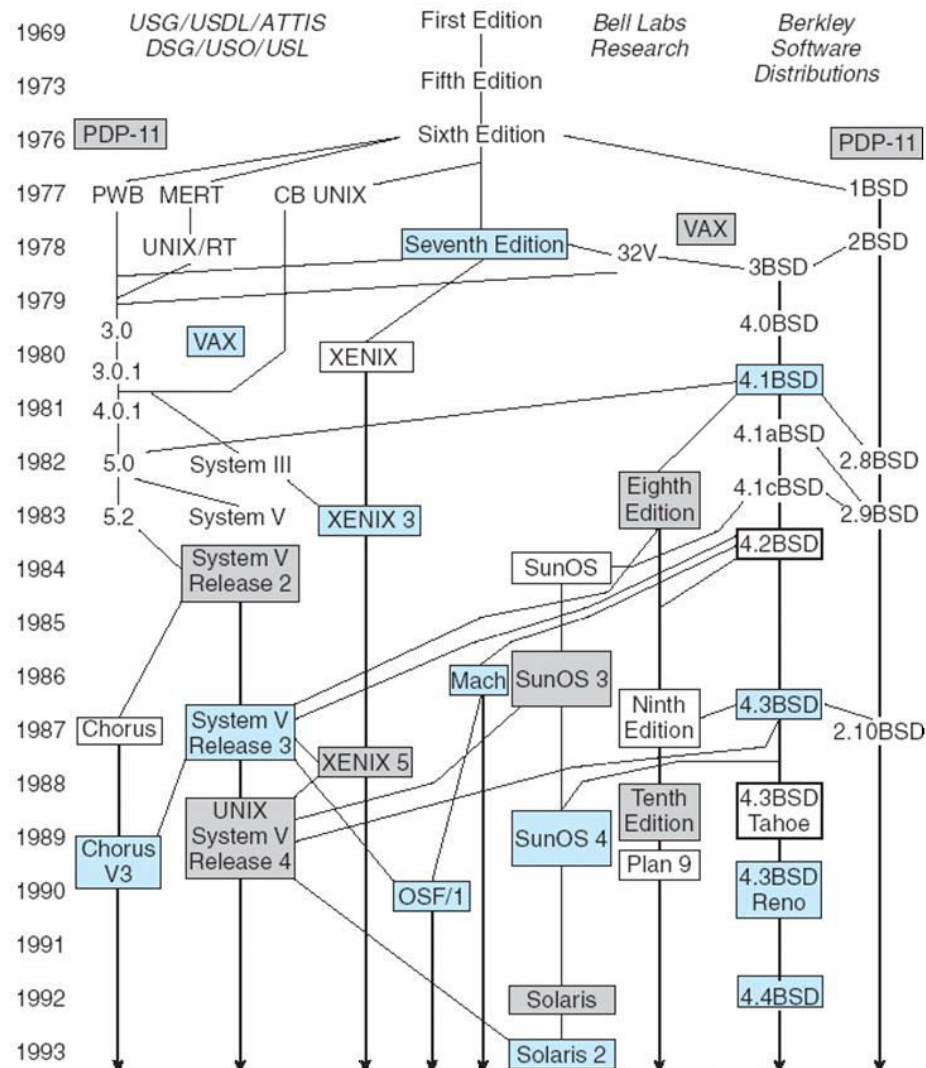 1969
USG/USDL/ATTIS
DSG/USO/USL
First Edition
Bell Labs
Research
Berkley
Software
Distributions
1973
Fifth Edition
1976
PDP-11
Sixth Edition
PDP-11
1977
PWB
MERT
CB UNIX
1BSD
1978
UNIX/RT
Seventh Edition
32V
VAX
2BSD
3BSD
1979
3.0
VAX
4.0BSD
1980
3.0.1
XENIX
4.1BSD
1981
4.0.1
4.1aBSD
1982
5.0
System III
2.8BSD
Eighth
Edition
4.1cBSD
1983
5.2
System V
XENIX 3
2.9BSD
4.2BSD
1984
System V
Release 2
SunOS
1985
1986
Mach
SunOS 3
1987
Chorus
System V
Release 3
Ninth
Edition
4.3BSD
2.10BSD
XENIX 5
1988
UNIX
System V
Release 4
Tenth
Edition
4.3BSD
Tahoe
1989
Chorus
V3
SunOS 4
Plan 9
1990
OSF/1
4.3BSD
Reno
1991
1992
Solaris
4.4BSD
1993
Solaris 2